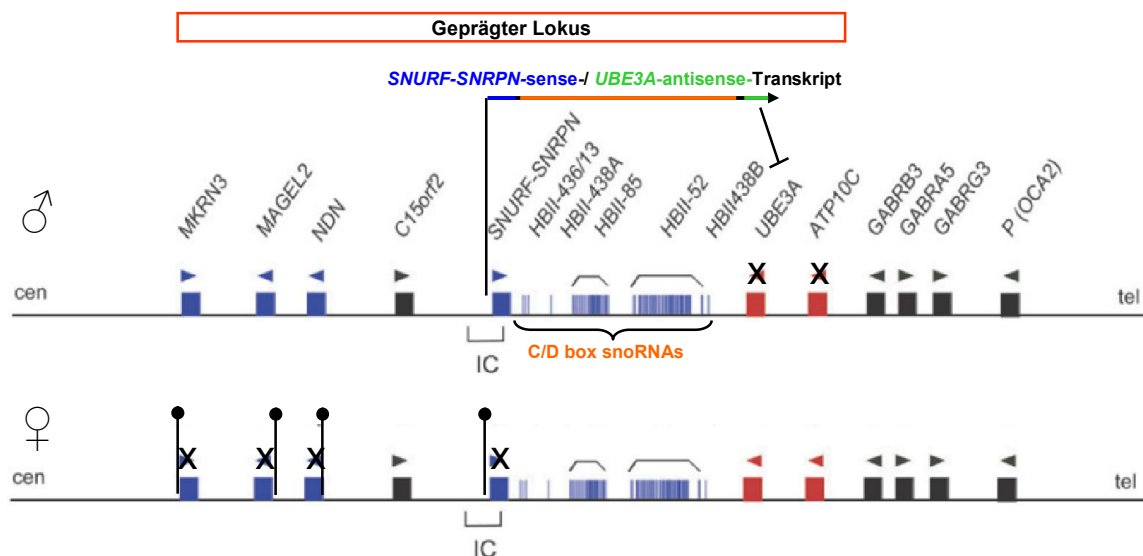 Geprägter Lokus
SNURF-SNRPN-sense-/ UBE3A-antisense-Transkript
♂
MKRN3
MAGEL2
NDN
C15orf2
SNURF-SNRPN
HBII-436/13
HBII-438A
HBII-85
HBII-52
HBII438B
UBE3A
ATP10C
GABRB3
GABRA5
GABRG3
P (OCA2)
X X
cen
tel
IC
C/D box snoRNAs
♀
X X X X
cen
tel
IC